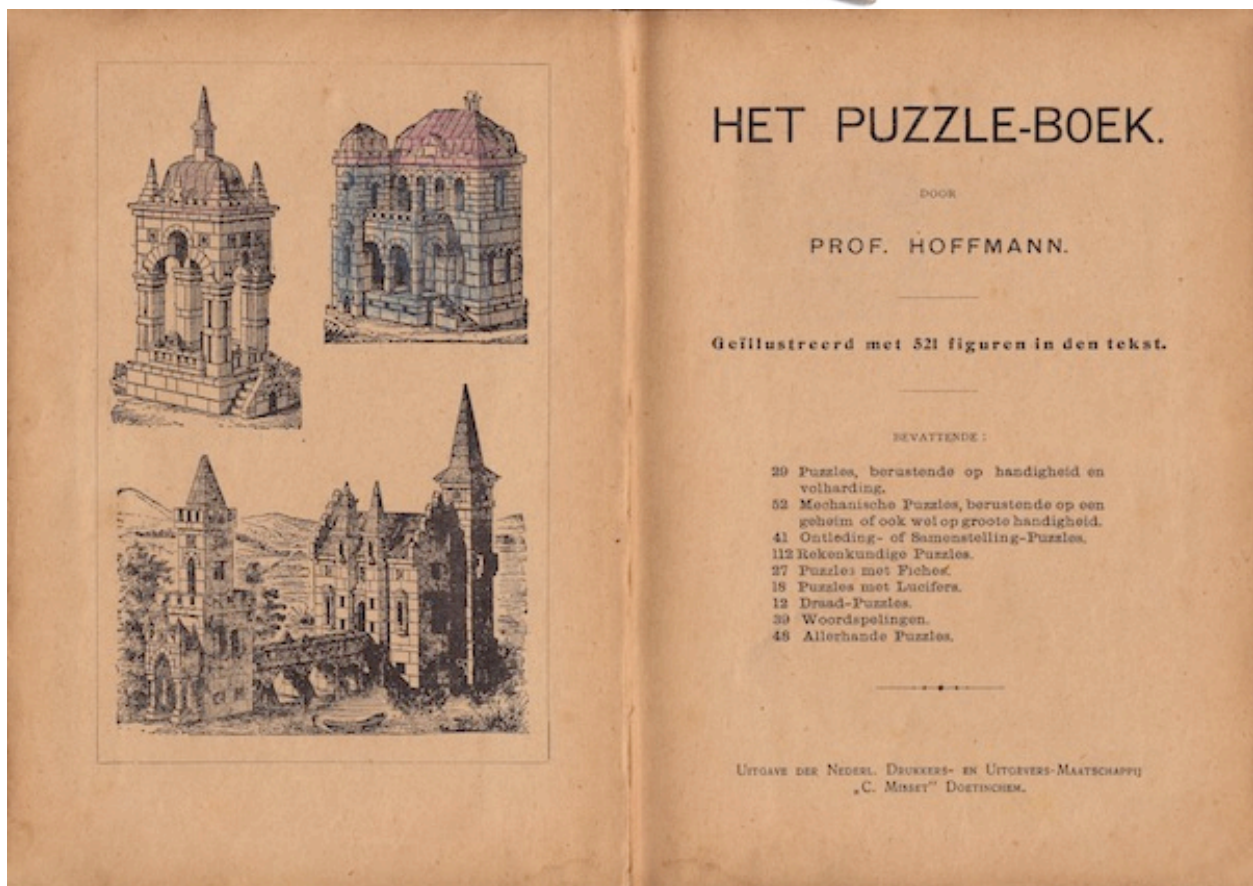 HET PUZZLE-BOEK.
DOOR
PROF. HOFFMANN.
Geïllustreerd met 521 figuren in den tekst.
BEVATTENDE:
29 Puzzles, berustende op handigheid en
volharding.
52 Mechanische Puzzles, berustende op een
geheim of ook wel op groote handigheid.
41 Ontleding- of Samenstelling-Puzzles.
112 Rekenkundige Puzzles.
27 Puzzles met Fiches.
18 Puzzles met Lucifers.
12 Draad-Puzzles.
39 Woordspelingen.
48 Allerhande Puzzles.
UITGAVE DER NEDERL. DRUKKERS- EN UITGEVERS-MAATSCHAPPIJ
„C. MISSET" DOETINCHEM.